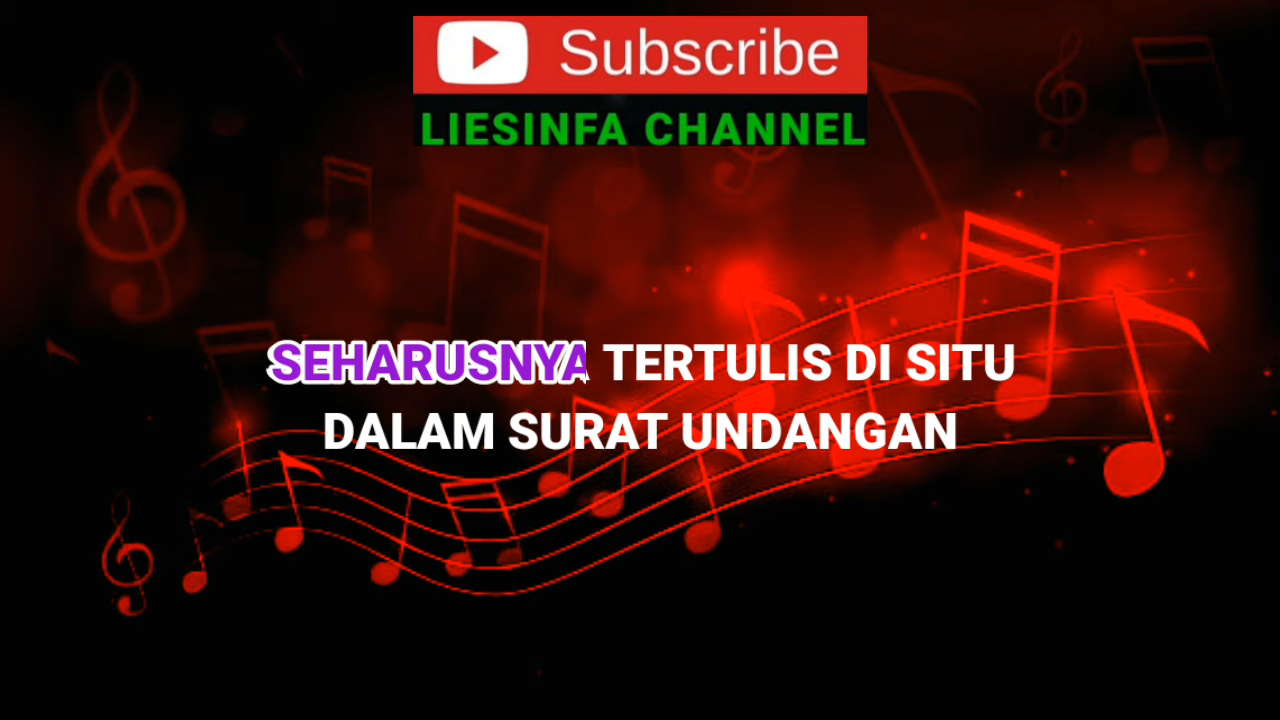 Subscribe
LIESINFA CHANNEL
SEHARUSNYA TERTULIS DI SITU
DALAM SURAT UNDANGAN